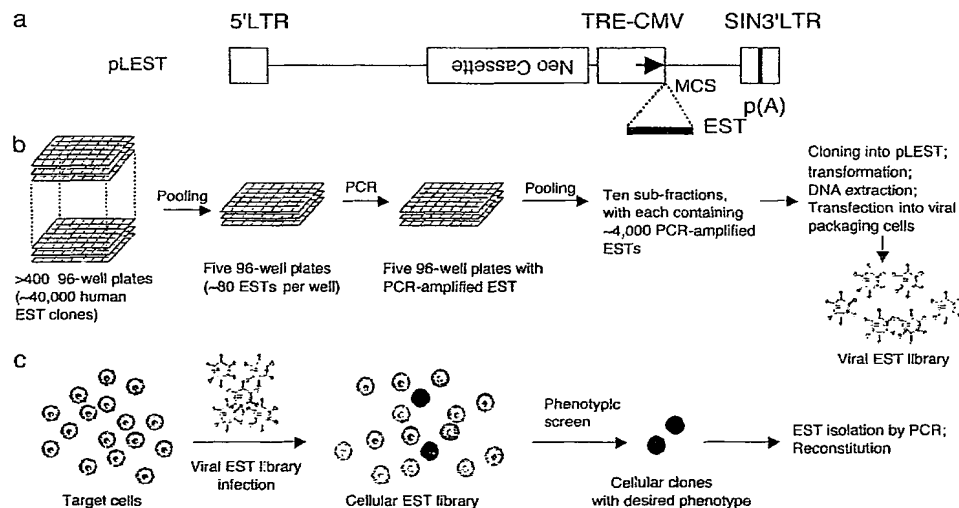 a
5'LTR
TRE-CMV
SIN3'LTR
pLEST
Neo Cassette
MCS
p(A)
EST
b
Pooling
PCR
Pooling
>400 96-well plates
(~40,000 human
EST clones)
Five 96-well plates
(~80 ESTs per well)
Five 96-well plates with
PCR-amplified EST
Ten sub-fractions,
with each containing
~4,000 PCR-amplified
ESTs
Cloning into pLEST;
transformation;
DNA extraction;
Transfection into viral
packaging cells
Viral EST library
c
Target cells
Viral EST library
infection
Cellular EST library
Phenotypic
screen
Cellular clones
with desired phenotype
EST isolation by PCR;
Reconstitution